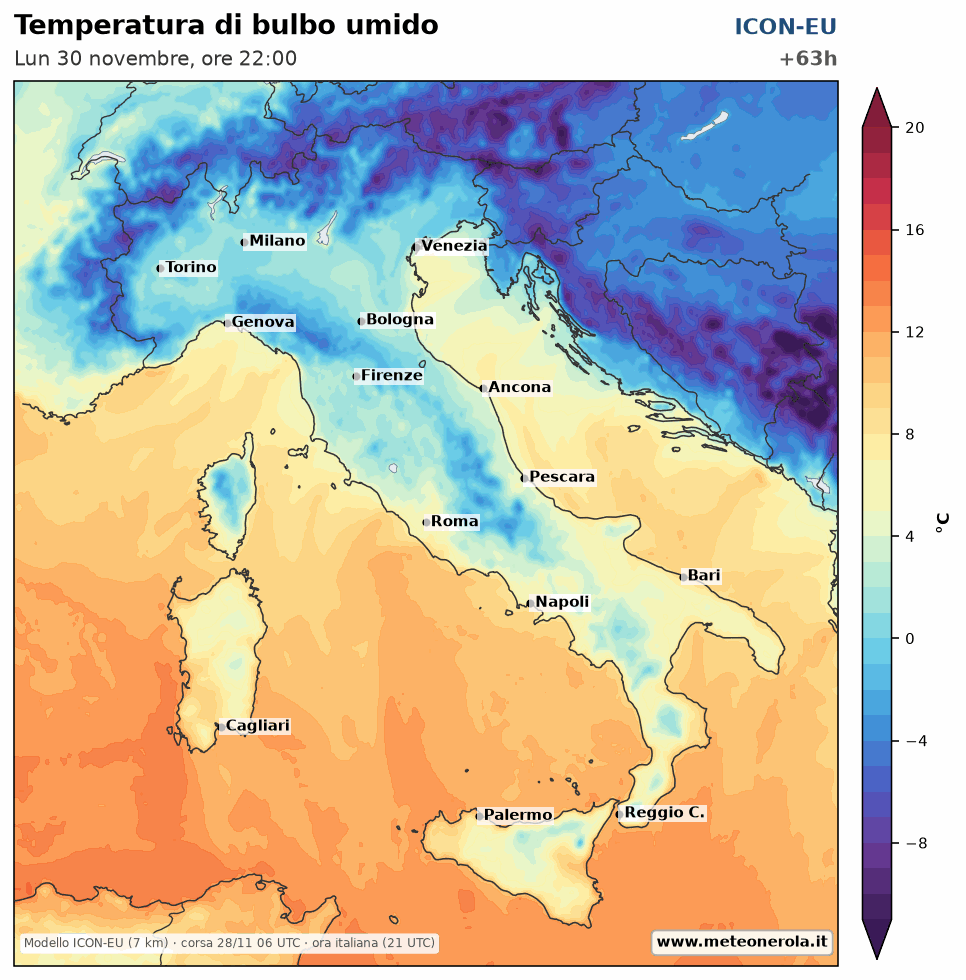 Temperatura di bulbo umido
ICON-EU
Lun 30 novembre, ore 22:00
+63h
20
16
12
8
4
0
−4
−8
°C
Milano
Venezia
Torino
Genova
Bologna
Firenze
Ancona
Pescara
Roma
Bari
Napoli
Cagliari
Palermo
Reggio C.
Modello ICON-EU (7 km) · corsa 28/11 06 UTC · ora italiana (21 UTC)
www.meteonerola.it